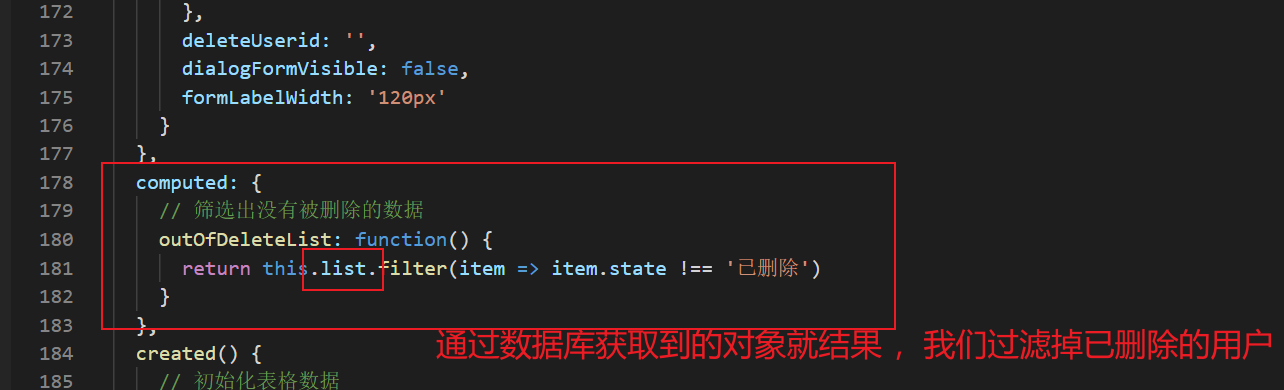 172 },
173 deleteUserid: '',
174 dialogFormVisible: false,
175 formLabelWidth: '120px'
176 }
177 },
178 computed: {
179 // 筛选出没有被删除的数据
180 outOfDeleteList: function() {
181 return this.list.filter(item => item.state !== '已删除')
182 }
183 },
通过数据库获取到的对象就结果，我们过滤掉已删除的用户
184 created() {
185 // 初始化表格数据